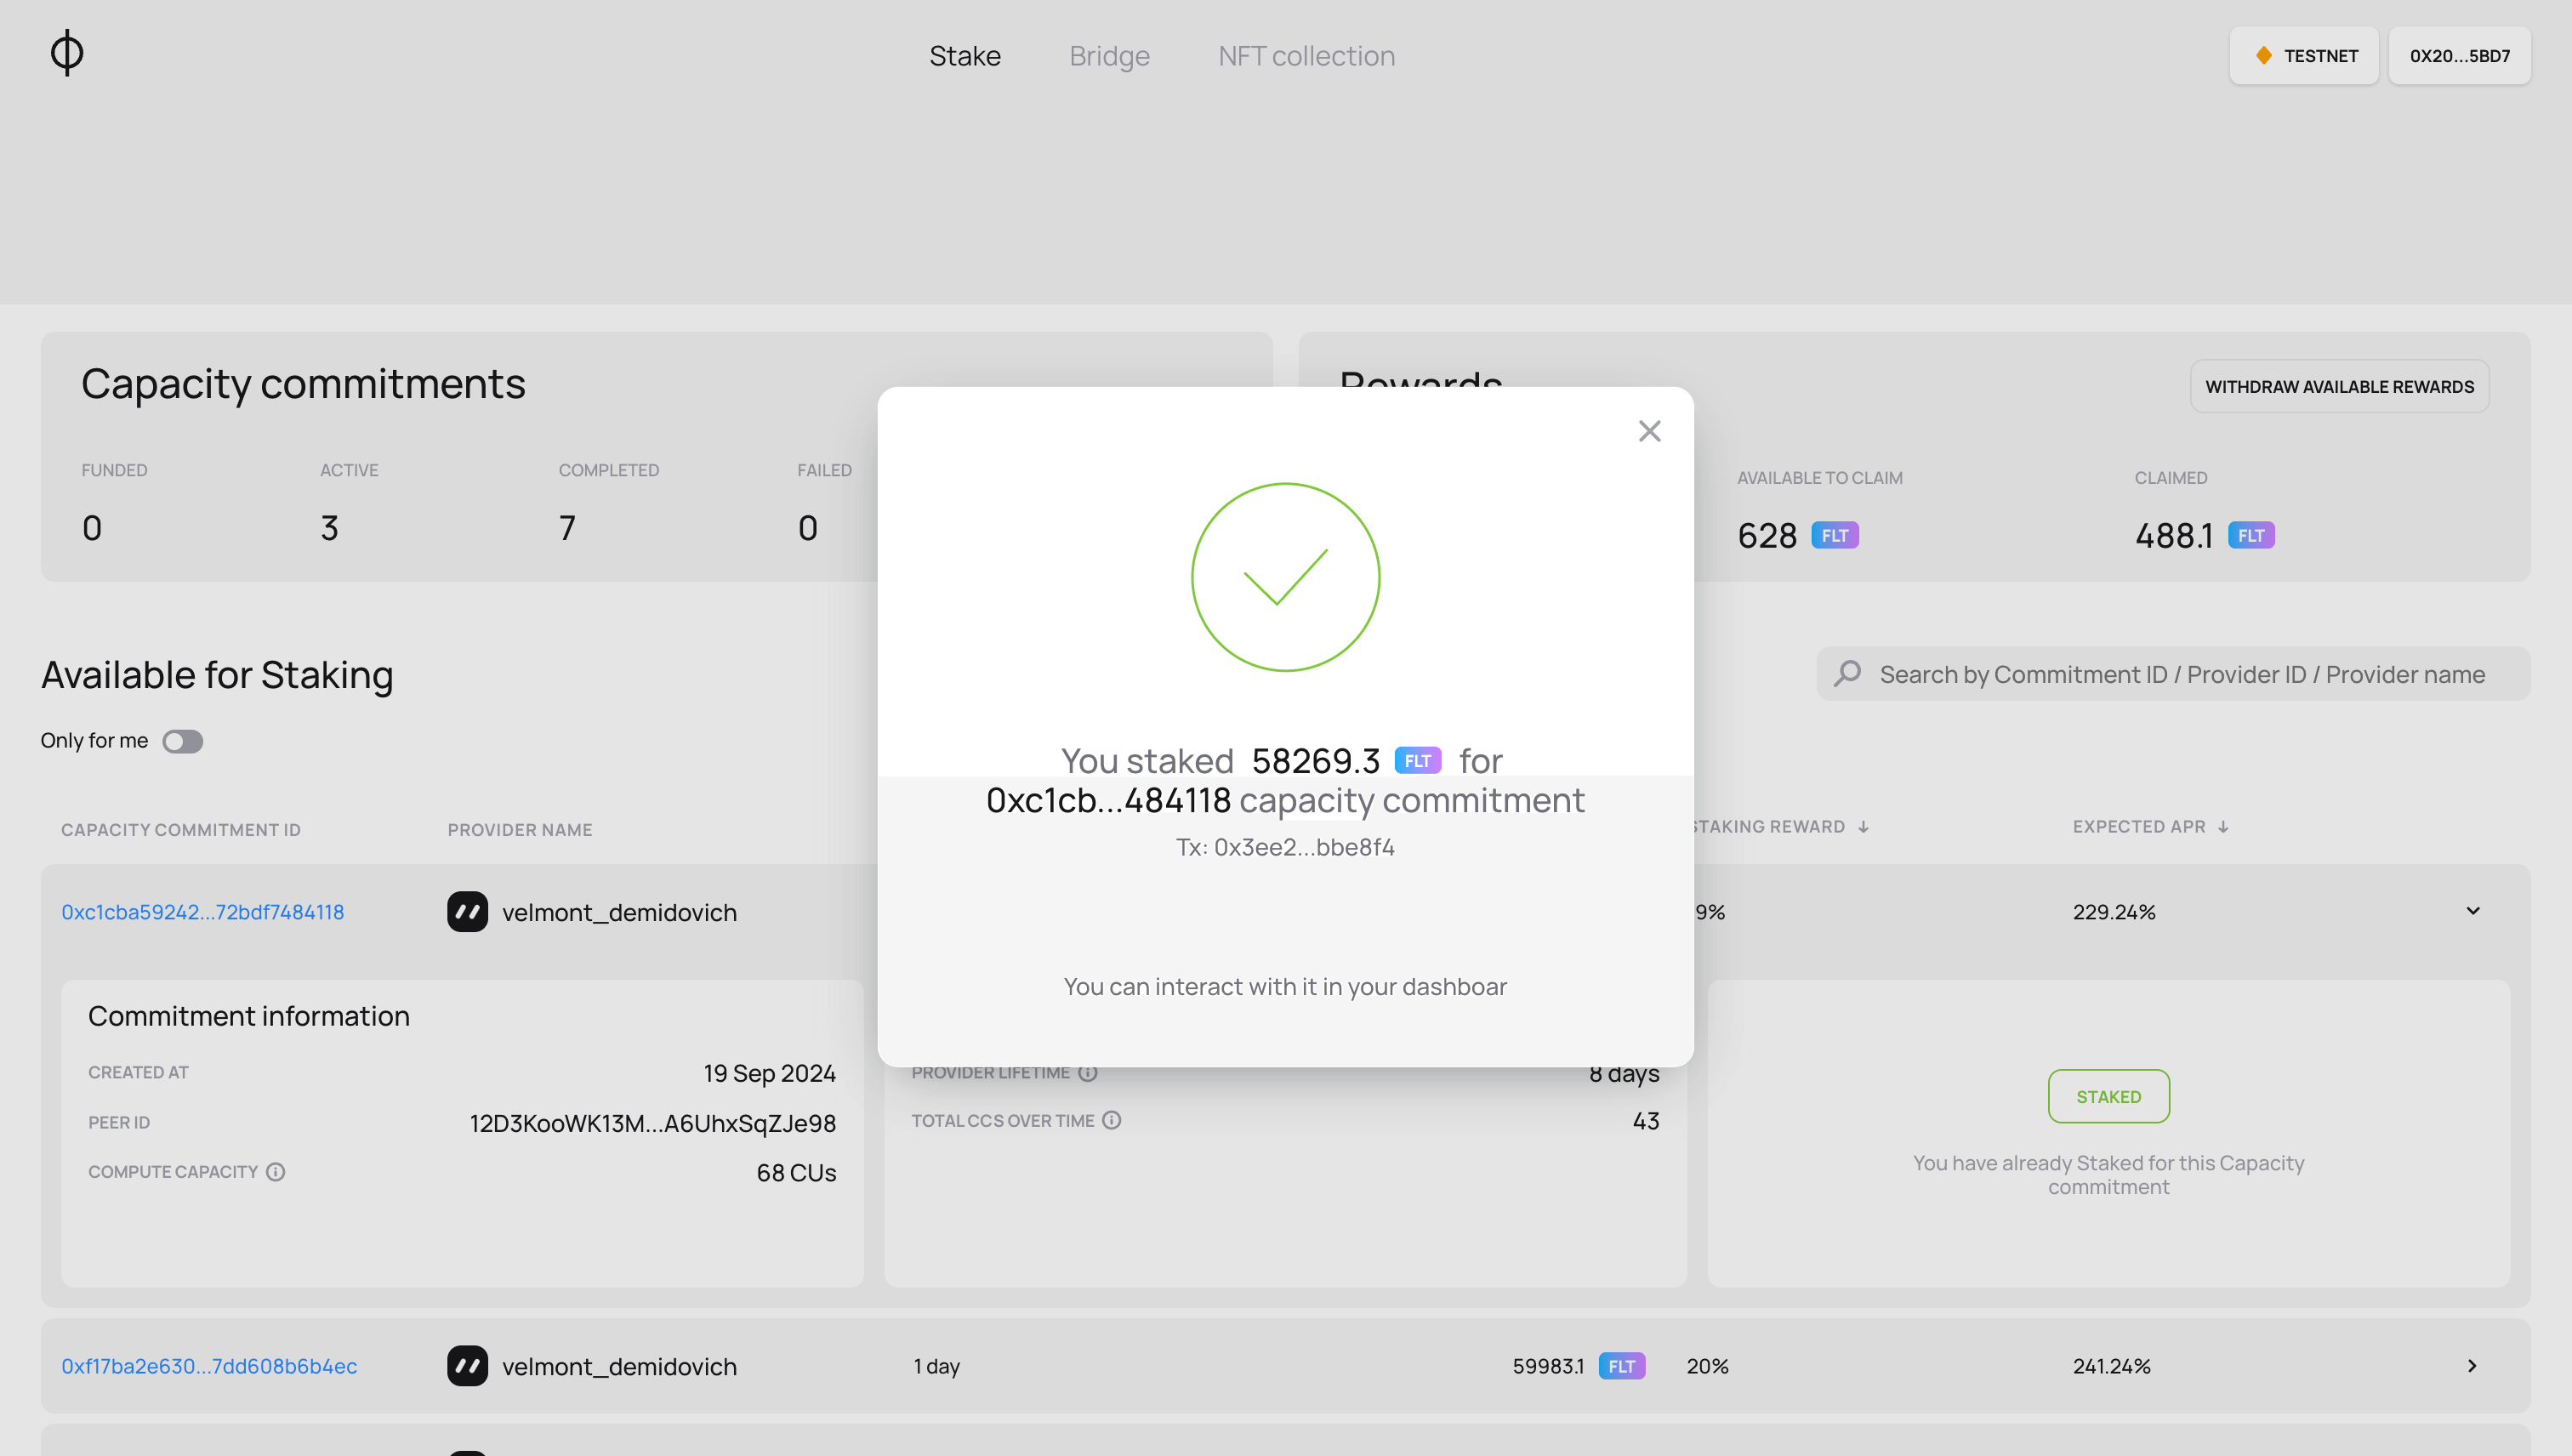 Stake Bridge NFT collection
TESTNET 0X20...5BD7
Capacity commitments
FUNDED ACTIVE COMPLETED FAILED
0 3 7 0
Rewards
WITHDRAW AVAILABLE REWARDS
AVAILABLE TO CLAIM CLAIMED
628 FLT 488.1 FLT
You staked 58269.3 FLT for
0xc1cb...484118 capacity commitment
Tx: 0x3ee2...bbe8f4
You can interact with it in your dashboar
Available for Staking
Search by Commitment ID / Provider ID / Provider name
Only for me
CAPACITY COMMITMENT ID PROVIDER NAME STAKING REWARD EXPECTED APR
0xc1cba59242...72bdf7484118 velmont_demidovich 9% 229.24%
Commitment information
CREATED AT 19 Sep 2024
PEER ID 12D3KooWK13M...A6UhxSqZJe98
COMPUTE CAPACITY 68 CUs
PROVIDER LIFETIME 8 days
TOTAL CCS OVER TIME 43
STAKED
You have already Staked for this Capacity
commitment
0xf17ba2e630...7dd608b6b4ec velmont_demidovich 1 day 59983.1 FLT 20% 241.24%